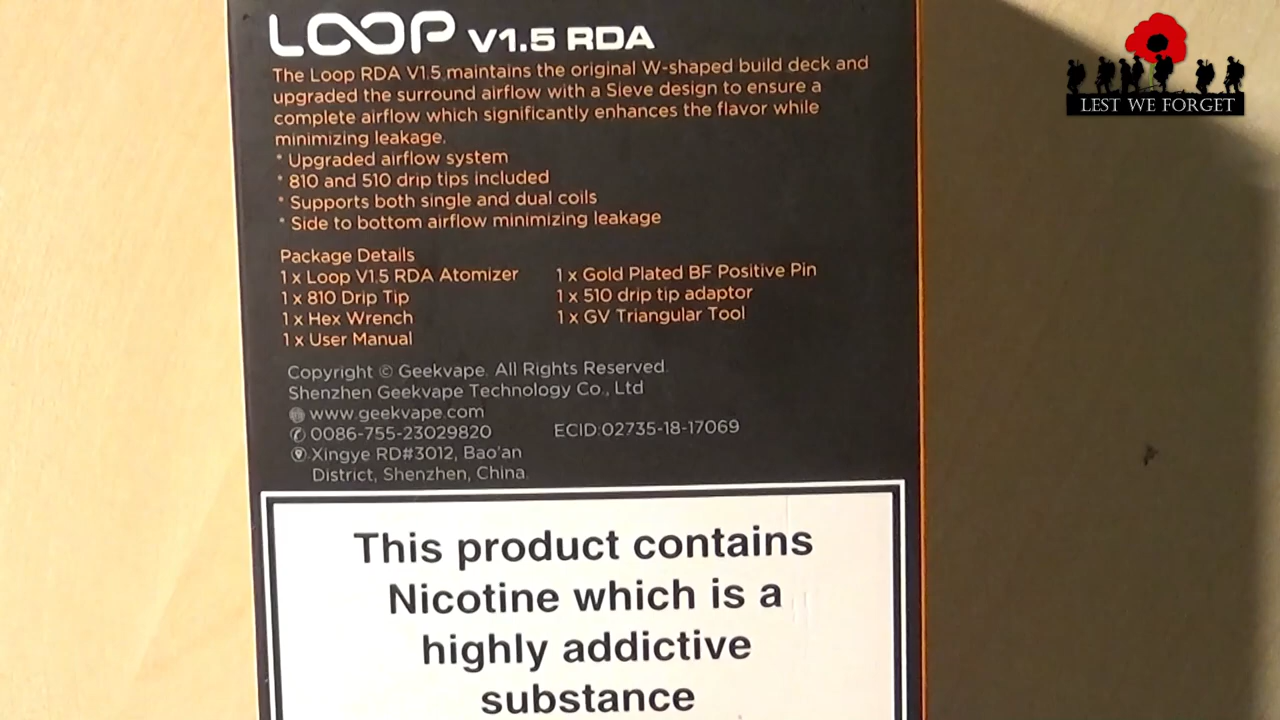 LOOP V1.5 RDA
The Loop RDA V1.5 maintains the original W-shaped build deck and
upgraded the surround airflow with a Sieve design to ensure a
complete airflow which significantly enhances the flavor while
minimizing leakage.
* Upgraded airflow system
* 810 and 510 drip tips included
* Supports both single and dual coils
* Side to bottom airflow minimizing leakage
Package Details
1 x Loop V1.5 RDA Atomizer 1 x Gold Plated BF Positive Pin
1 x 810 Drip Tip 1 x 510 drip tip adaptor
1 x Hex Wrench 1 x GV Triangular Tool
1 x User Manual
Copyright © Geekvape. All Rights Reserved.
Shenzhen Geekvape Technology Co., Ltd
www.geekvape.com
0086-755-23029820 ECID:02735-18-17069
Xingye RD#3012, Bao'an
District, Shenzhen, China.
This product contains
Nicotine which is a
highly addictive
substance
LEST WE FORGET